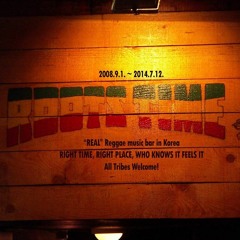 2008.9.1. ~ 2014.7.12.
ROOTS TIME
"REAL" Reggae music bar in Korea
RIGHT TIME, RIGHT PLACE, WHO KNOWS IT FEELS IT
All Tribes Welcome!